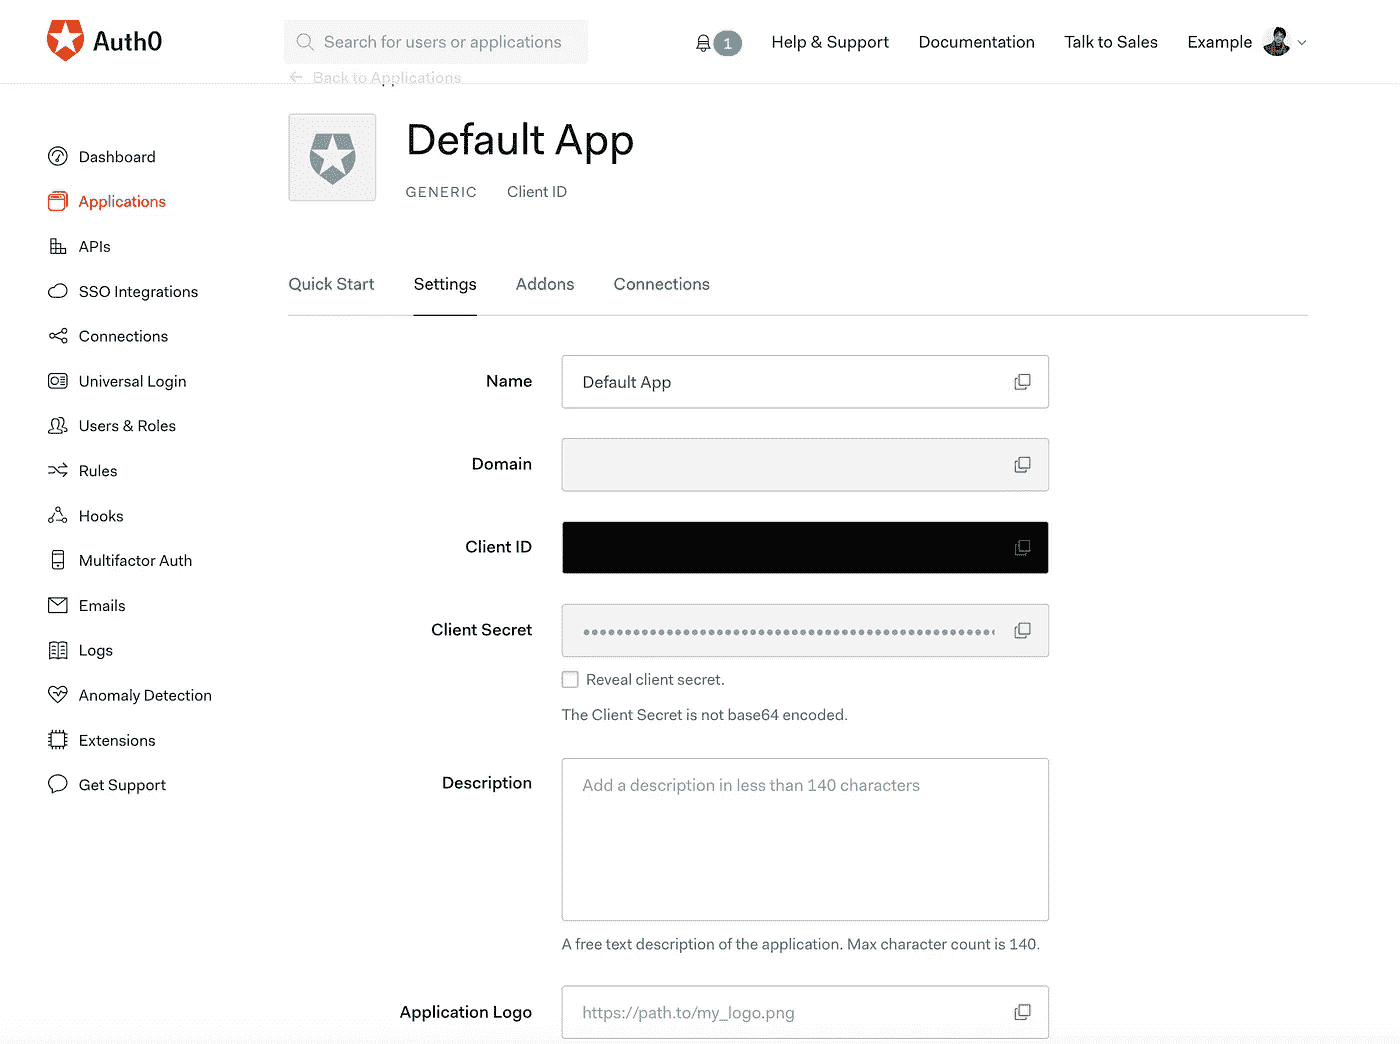 Auth0
Search for users or applications
1
Help & Support
Documentation
Talk to Sales
Example
Back to Applications
Default App
GENERIC
Client ID
Dashboard
Applications
APIs
SSO Integrations
Connections
Universal Login
Users & Roles
Rules
Hooks
Multifactor Auth
Emails
Logs
Anomaly Detection
Extensions
Get Support
Quick Start
Settings
Addons
Connections
Name
Default App
Domain
Client ID
Client Secret
Reveal client secret.
The Client Secret is not base64 encoded.
Description
Add a description in less than 140 characters
A free text description of the application. Max character count is 140.
Application Logo
https://path.to/my_logo.png